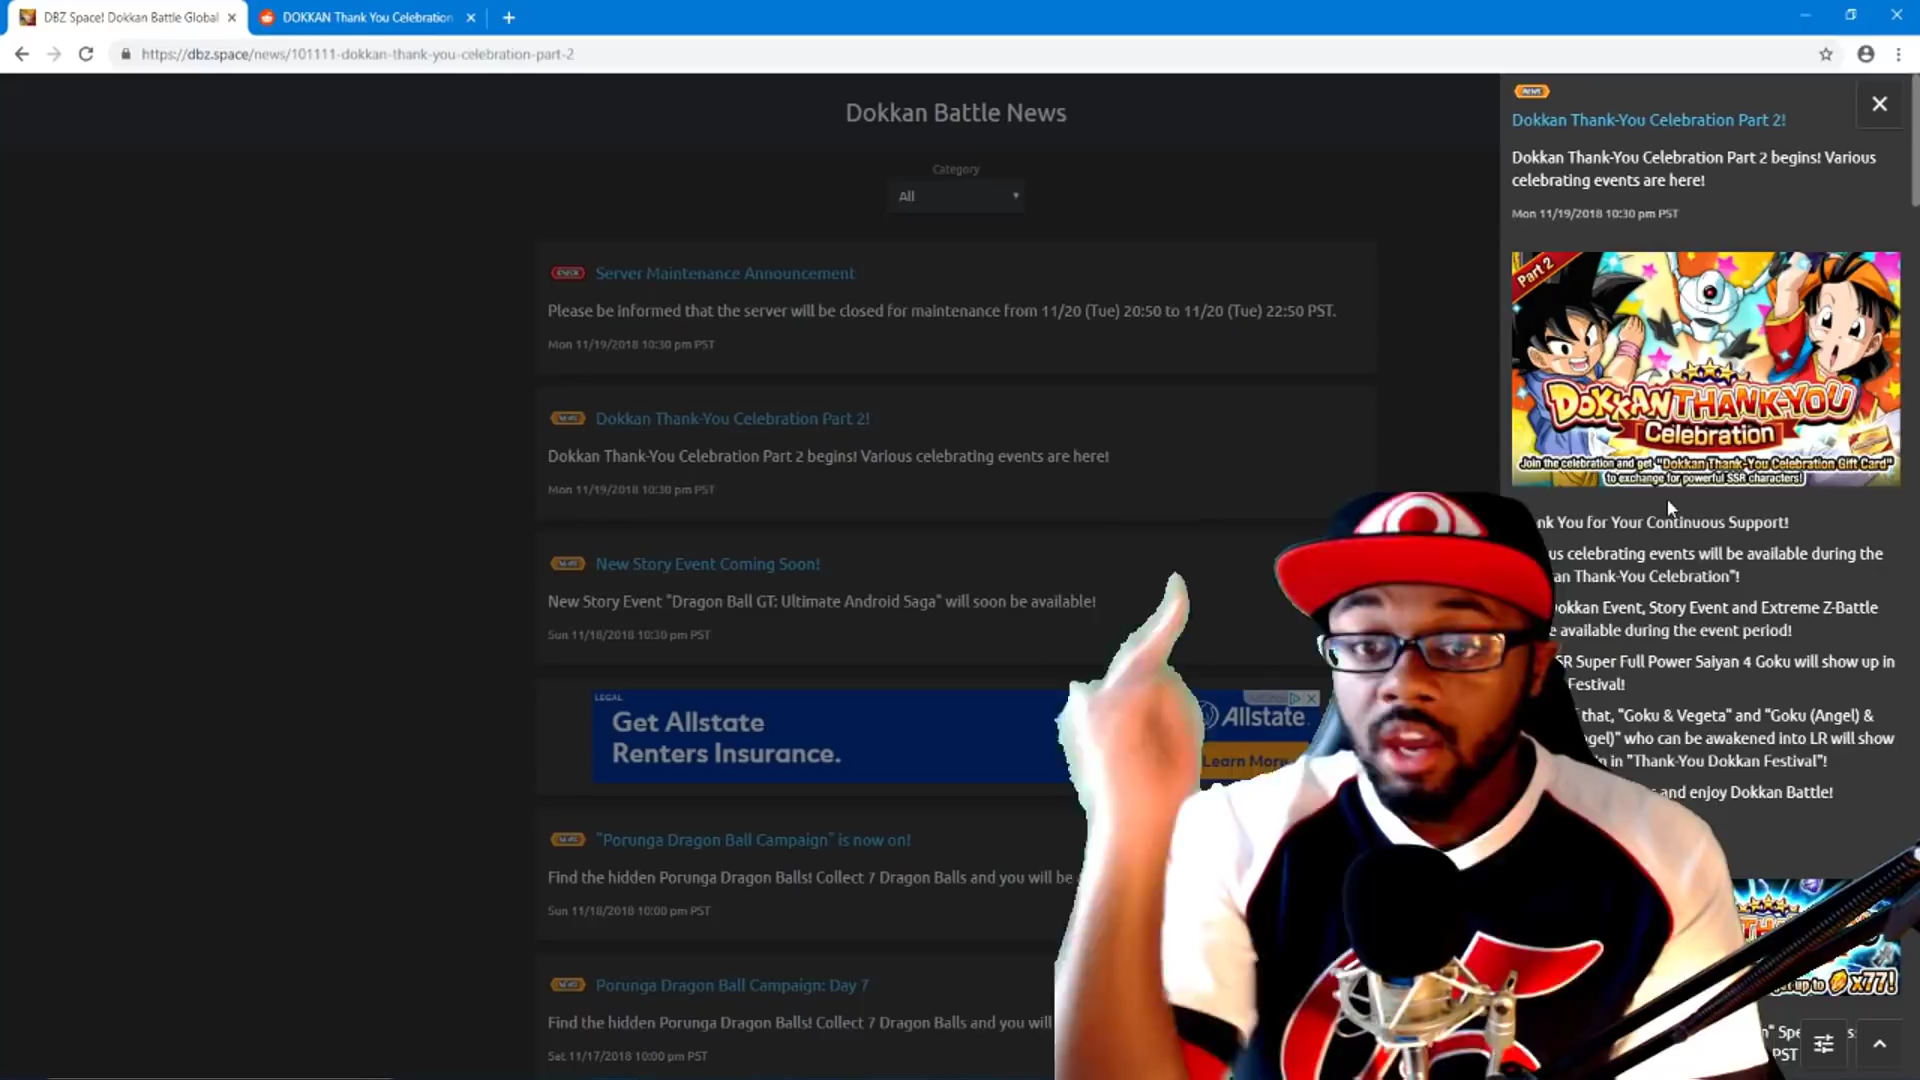 DBZ Space! Dokkan Battle Global
DOKKAN Thank You Celebration
https://dbz.space/news/101111-dokkan-thank-you-celebration-part-2
Dokkan Battle News
Category
All
Server Maintenance Announcement
Please be informed that the server will be closed for maintenance from 11/20 (Tue) 20:50 to 11/20 (Tue) 22:50 PST.
Mon 11/19/2018 10:30 pm PST
NEWS
Dokkan Thank-You Celebration Part 2!
Dokkan Thank-You Celebration Part 2 begins! Various celebrating events are here!
Mon 11/19/2018 10:30 pm PST
NEWS
New Story Event Coming Soon!
New Story Event "Dragon Ball GT: Ultimate Android Saga" will soon be available!
Sun 11/18/2018 10:30 pm PST
LEGAL
Get Allstate
Renters Insurance.
Allstate.
Learn More
NEWS
"Porunga Dragon Ball Campaign" is now on!
Find the hidden Porunga Dragon Balls! Collect 7 Dragon Balls and you will be
Sun 11/18/2018 10:00 pm PST
NEWS
Porunga Dragon Ball Campaign: Day 7
Find the hidden Porunga Dragon Balls! Collect 7 Dragon Balls and you will
Sat 11/17/2018 10:00 pm PST
NEWS
Dokkan Thank-You Celebration Part 2!
Dokkan Thank-You Celebration Part 2 begins! Various
celebrating events are here!
Mon 11/19/2018 10:30 pm PST
Part 2
DOKKAN THANK-YOU
Celebration
Join the celebration and get "Dokkan Thank-You Celebration Gift Card"
to exchange for powerful SSR characters!
nk You for Your Continuous Support!
us celebrating events will be available during the
an Thank-You Celebration"!
okkan Event, Story Event and Extreme Z-Battle
e available during the event period!
SR Super Full Power Saiyan 4 Goku will show up in
Festival!
that, "Goku & Vegeta" and "Goku (Angel) &
gel)" who can be awakened into LR will show
in "Thank-You Dokkan Festival"!
and enjoy Dokkan Battle!
get up to x77!
PST